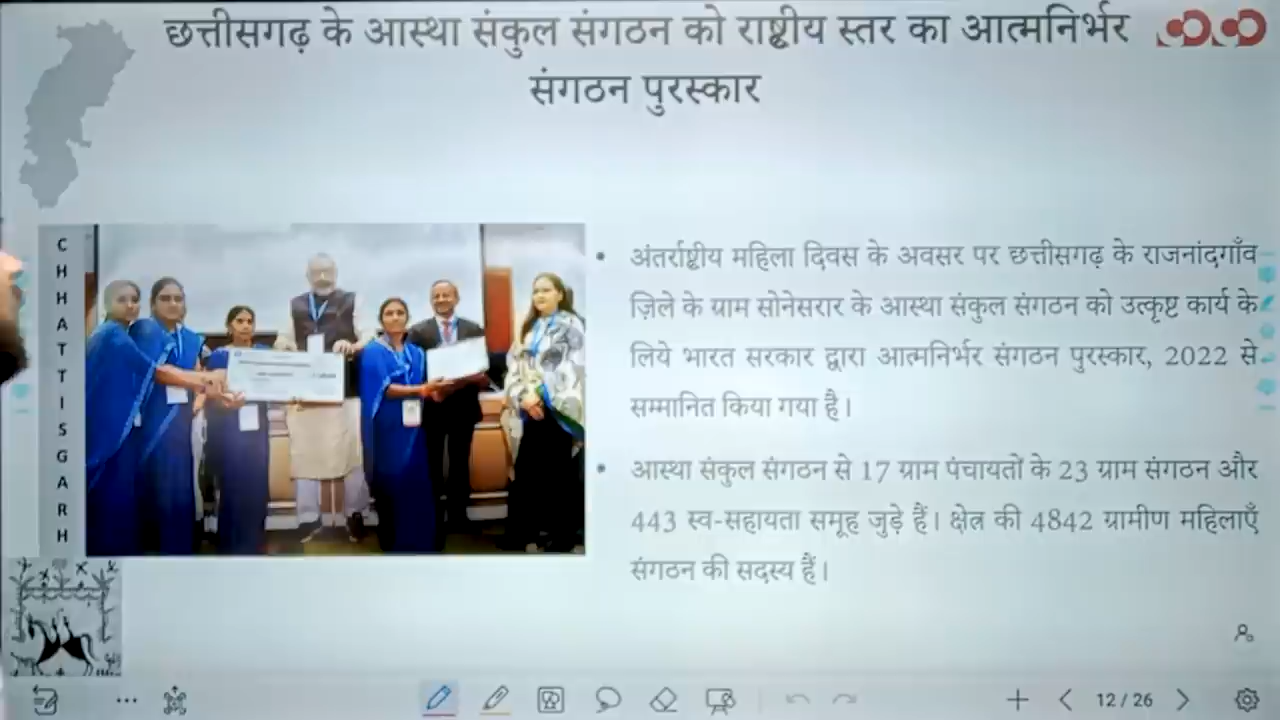 छत्तीसगढ़ के आस्था संकुल संगठन को राष्ट्रीय स्तर का आत्मनिर्भर
संगठन पुरस्कार
CHHATTISGARH
• अंतर्राष्ट्रीय महिला दिवस के अवसर पर छत्तीसगढ़ के राजनांदगाँव
ज़िले के ग्राम सोनेसरार के आस्था संकुल संगठन को उत्कृष्ट कार्य के
लिये भारत सरकार द्वारा आत्मनिर्भर संगठन पुरस्कार, 2022 से
सम्मानित किया गया है।
• आस्था संकुल संगठन से 17 ग्राम पंचायतों के 23 ग्राम संगठन और
443 स्व-सहायता समूह जुड़े हैं। क्षेत्र की 4842 ग्रामीण महिलाएँ
संगठन की सदस्य हैं।
12 / 26